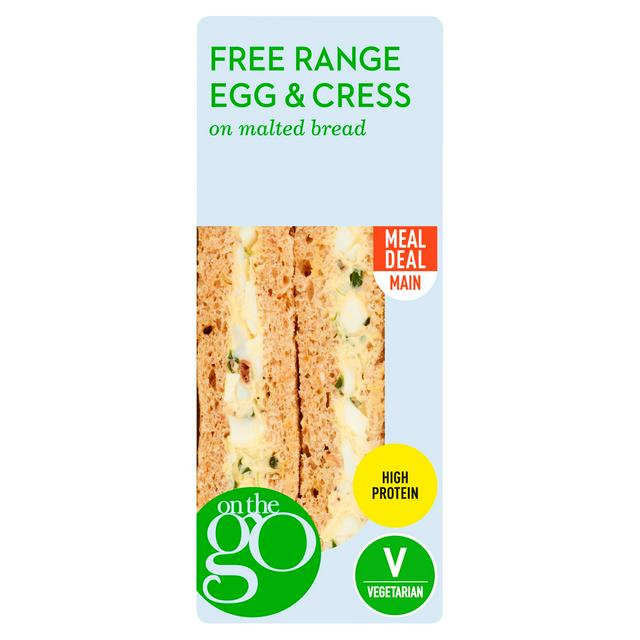 FREE RANGE
EGG & CRESS
on malted bread
MEAL
DEAL
MAIN
HIGH
PROTEIN
on the
go
V
VEGETARIAN